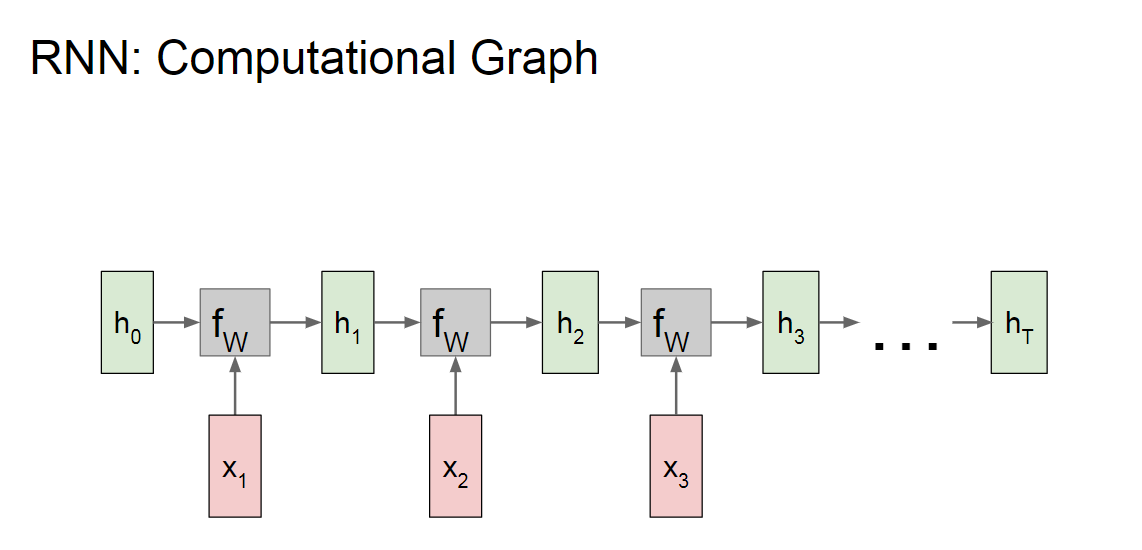 RNN: Computational Graph
h0 fW h1 fW h2 fW h3 ... hT
x1 x2 x3